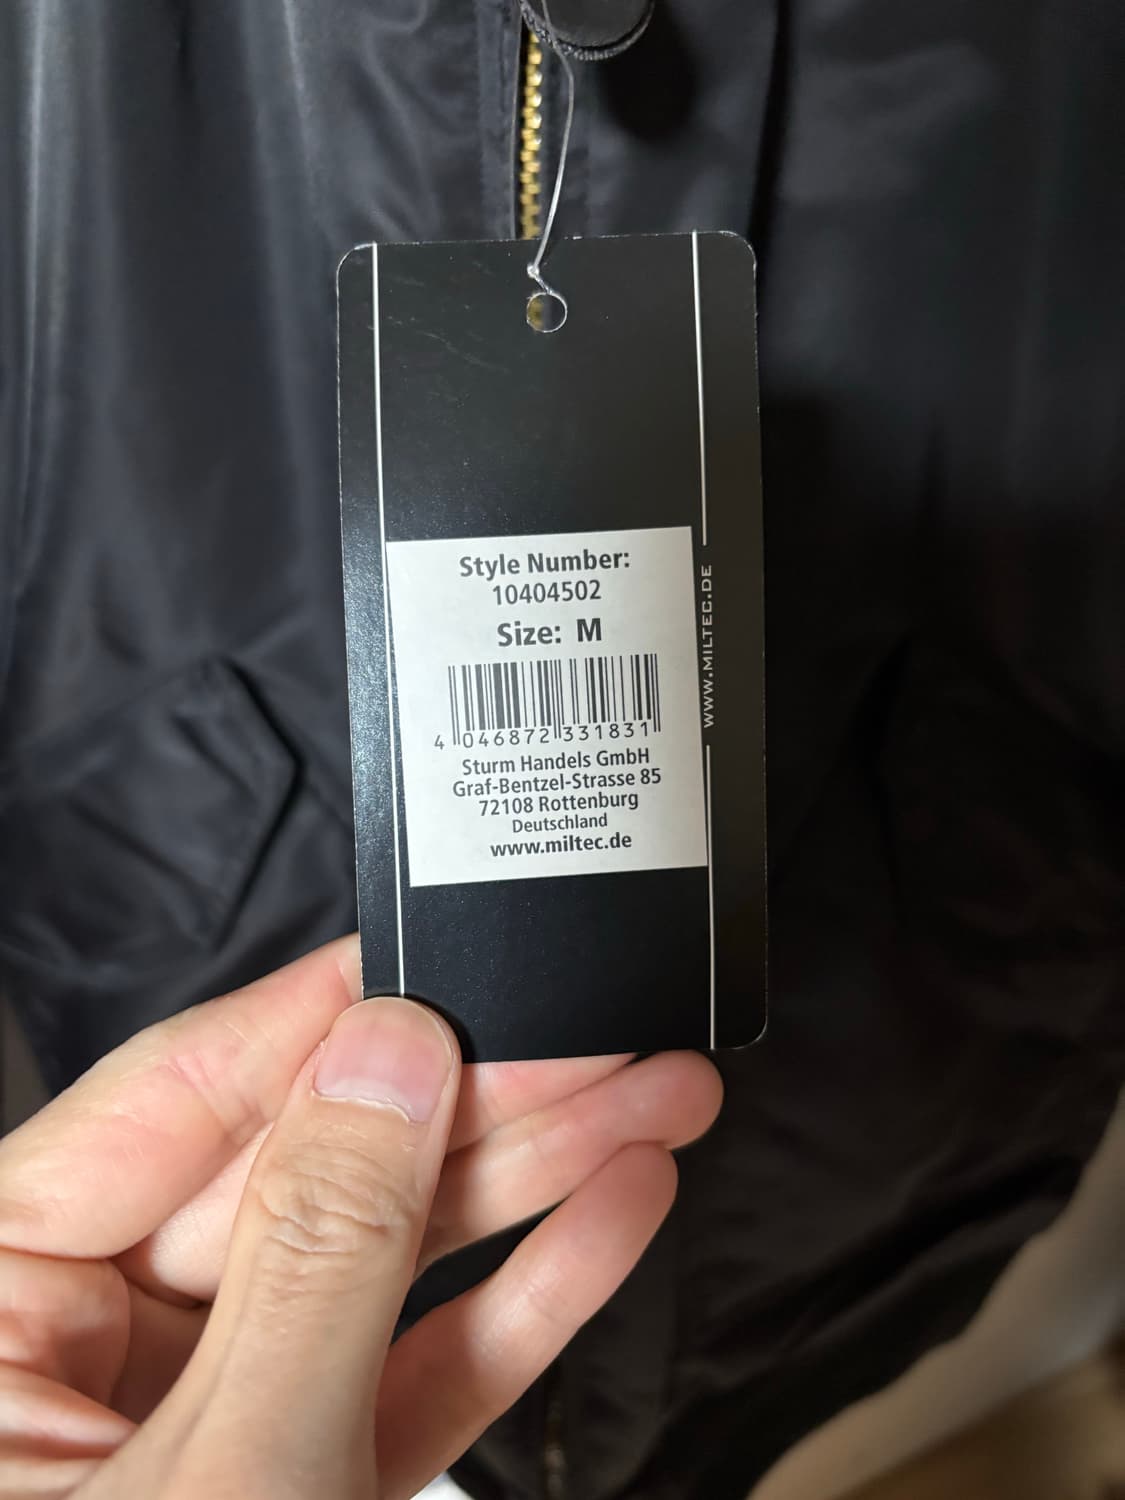 Style Number:
10404502
Size: M
4 046872 331831
Sturm Handels GmbH
Graf-Bentzel-Strasse 85
72108 Rottenburg
Deutschland
www.miltec.de
WWW.MILTEC.DE